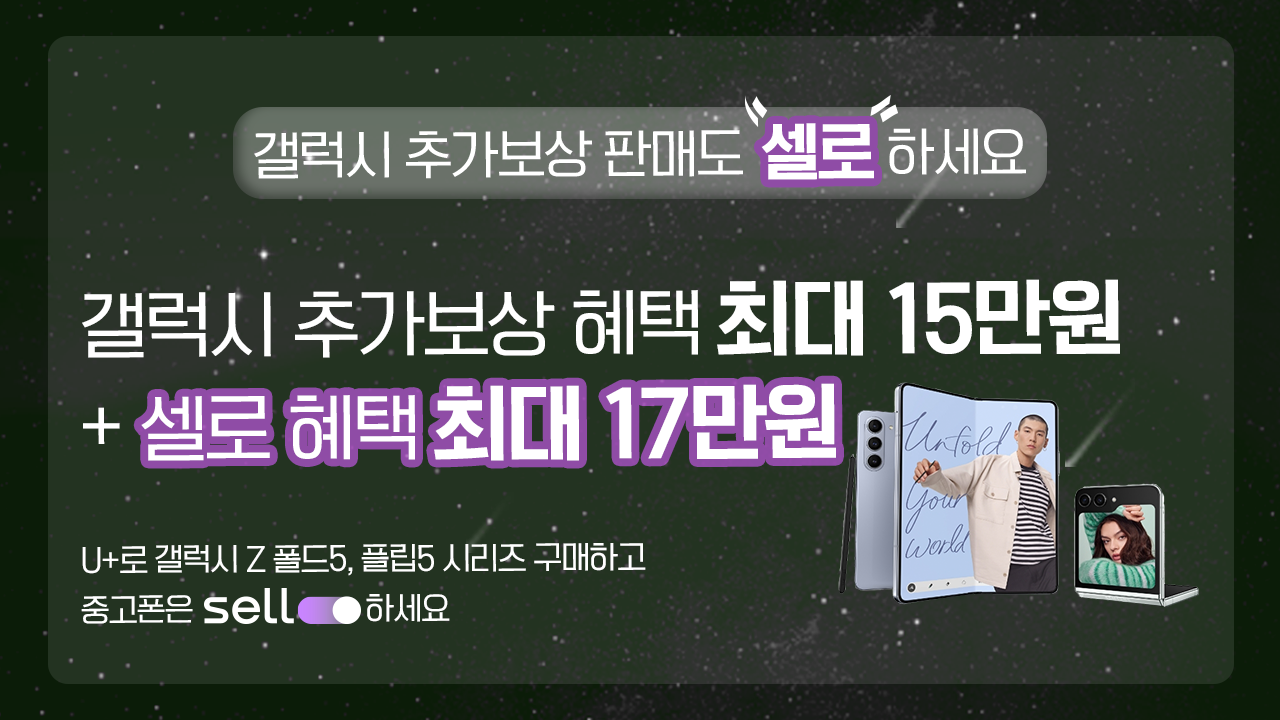 갤럭시 추가보상 판매도 "셀로" 하세요
갤럭시 추가보상 혜택 최대 15만원
+ 셀로 혜택 최대 17만원
Unfold
Your
world
U+로 갤럭시 Z 폴드5, 플립5 시리즈 구매하고
중고폰은 sell 하세요